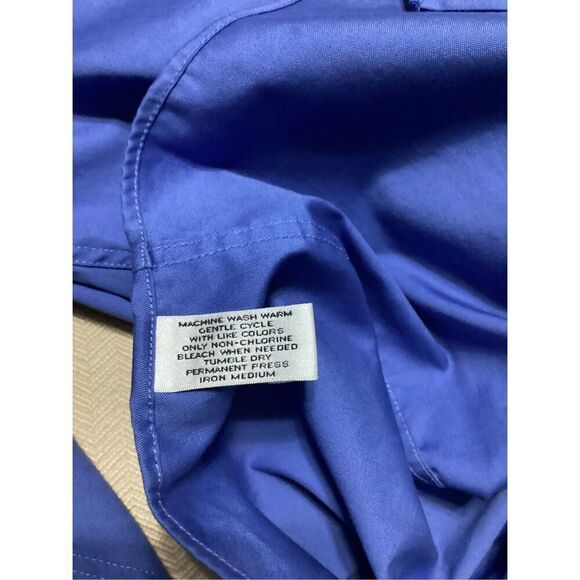 MACHINE WASH WARM
GENTLE CYCLE
WITH LIKE COLORS
ONLY NON-CHLORINE
BLEACH WHEN NEEDED
TUMBLE DRY
PERMANENT PRESS
IRON MEDIUM